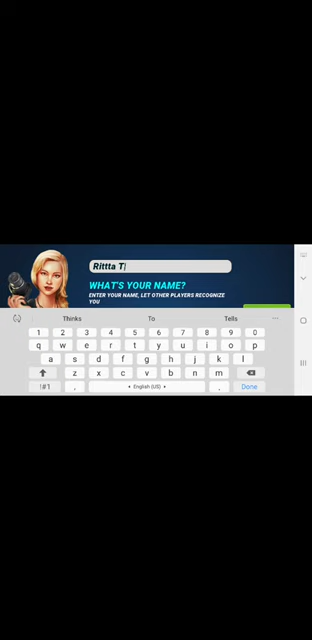 Rittta T
WHAT'S YOUR NAME?
ENTER YOUR NAME, LET OTHER PLAYERS RECOGNIZE
YOU
Thinks To Tells ...
1 2 3 4 5 6 7 8 9 0
q w e r t y u i o p
a s d f g h j k l
z x c v b n m
!#1 , English (US) . Done